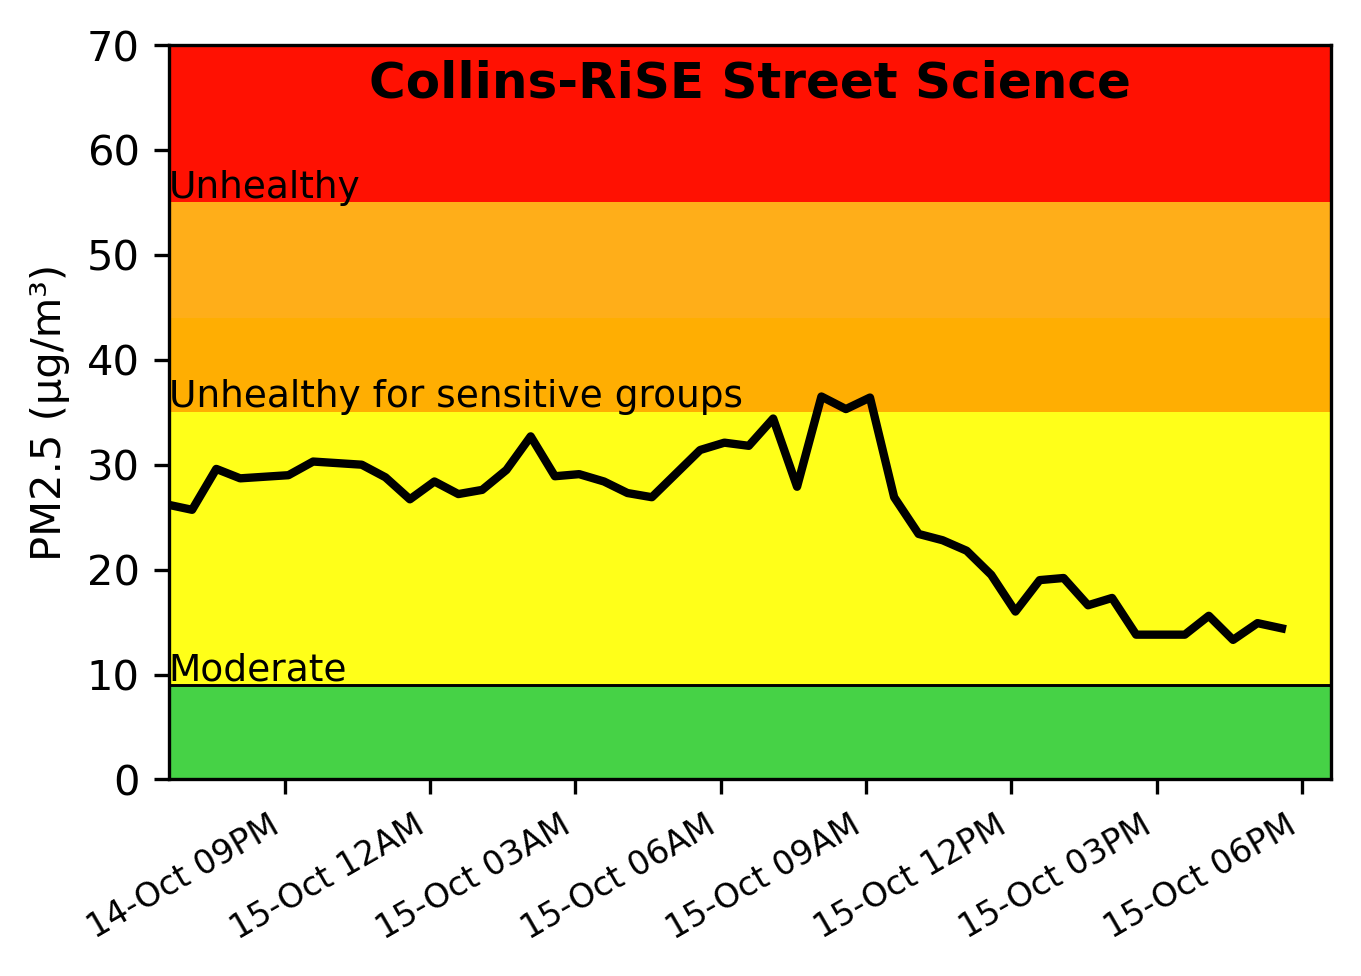 Collins-RiSE Street Science
70
60
50
40
30
20
10
0
PM2.5 (µg/m³)
Unhealthy
Unhealthy for sensitive groups
Moderate
14-Oct 09PM
15-Oct 12AM
15-Oct 03AM
15-Oct 06AM
15-Oct 09AM
15-Oct 12PM
15-Oct 03PM
15-Oct 06PM